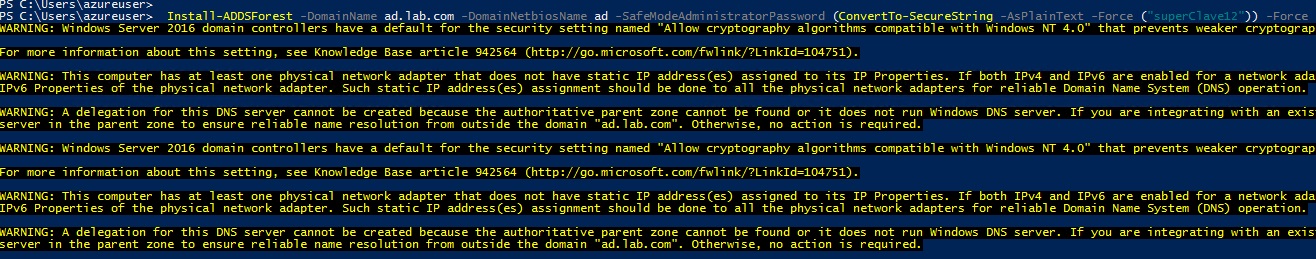 PS C:\Users\azureuser>
PS C:\Users\azureuser>  Install-ADDSForest -DomainName ad.lab.com -DomainNetbiosName ad -SafeModeAdministratorPassword (ConvertTo-SecureString -AsPlainText -Force ("superClave12")) -Force
WARNING: Windows Server 2016 domain controllers have a default for the security setting named "Allow cryptography algorithms compatible with Windows NT 4.0" that prevents weaker cryptograp
For more information about this setting, see Knowledge Base article 942564 (http://go.microsoft.com/fwlink/?LinkId=104751).
WARNING: This computer has at least one physical network adapter that does not have static IP address(es) assigned to its IP Properties. If both IPv4 and IPv6 are enabled for a network ada
IPv6 Properties of the physical network adapter. Such static IP address(es) assignment should be done to all the physical network adapters for reliable Domain Name System (DNS) operation.
WARNING: A delegation for this DNS server cannot be created because the authoritative parent zone cannot be found or it does not run Windows DNS server. If you are integrating with an exis
server in the parent zone to ensure reliable name resolution from outside the domain "ad.lab.com". Otherwise, no action is required.
WARNING: Windows Server 2016 domain controllers have a default for the security setting named "Allow cryptography algorithms compatible with Windows NT 4.0" that prevents weaker cryptograp
For more information about this setting, see Knowledge Base article 942564 (http://go.microsoft.com/fwlink/?LinkId=104751).
WARNING: This computer has at least one physical network adapter that does not have static IP address(es) assigned to its IP Properties. If both IPv4 and IPv6 are enabled for a network ada
IPv6 Properties of the physical network adapter. Such static IP address(es) assignment should be done to all the physical network adapters for reliable Domain Name System (DNS) operation.
WARNING: A delegation for this DNS server cannot be created because the authoritative parent zone cannot be found or it does not run Windows DNS server. If you are integrating with an exis
server in the parent zone to ensure reliable name resolution from outside the domain "ad.lab.com". Otherwise, no action is required.